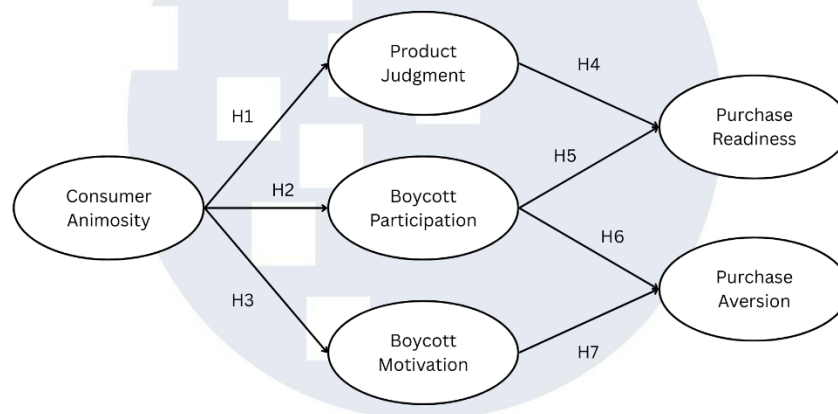 Product
Judgment
H4
Purchase
Readiness
H1
H5
Consumer
Animosity
H2
Boycott
Participation
H6
Purchase
Aversion
H3
Boycott
Motivation
H7